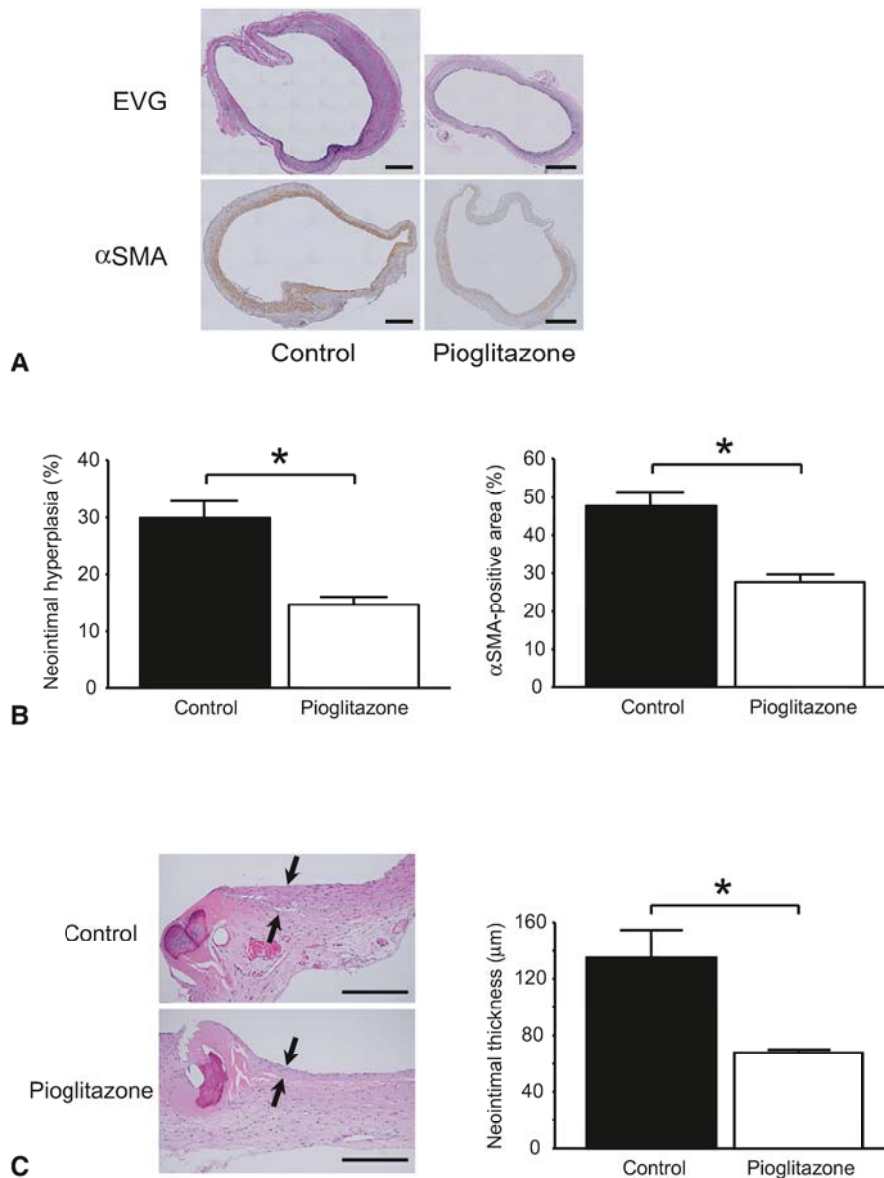 EVG
αSMA
Control Pioglitazone
A
Neointimal hyperplasia (%)
40
30
20
10
0
*
Control Pioglitazone
αSMA-positive area (%)
60
50
40
30
20
10
0
*
Control Pioglitazone
B
Control
Pioglitazone
Neointimal thickness (μm)
160
120
80
40
0
*
Control Pioglitazone
C